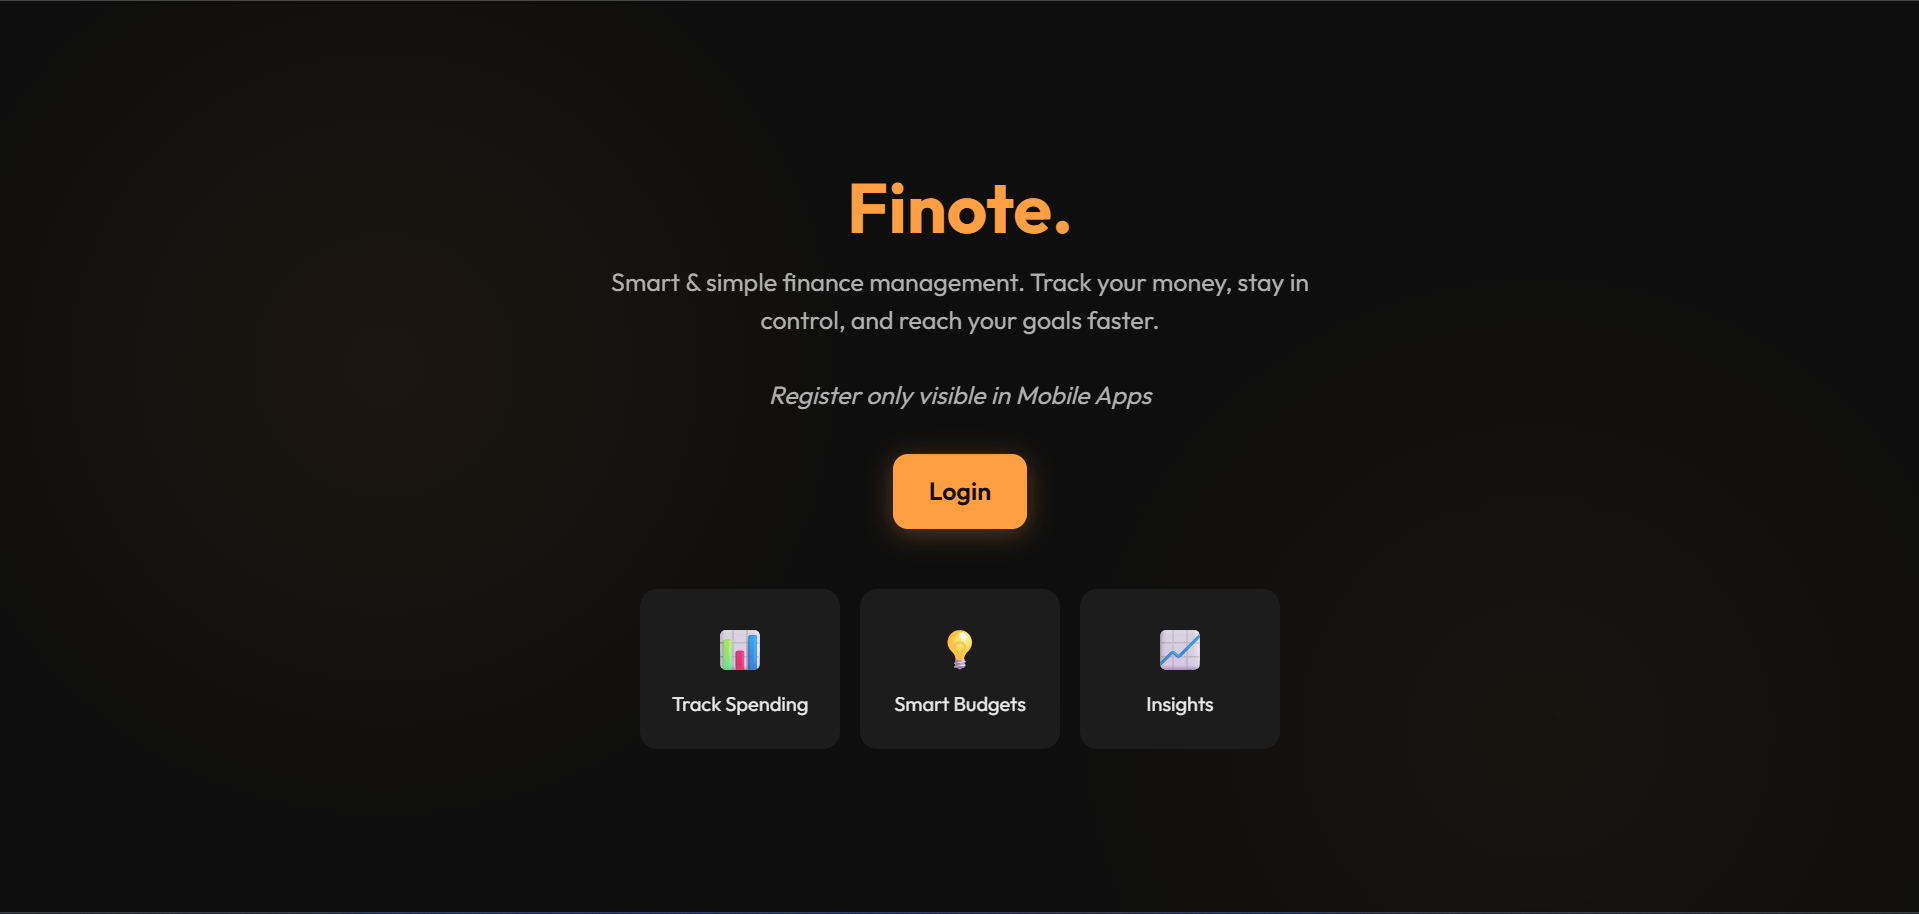 Finote.
Smart & simple finance management. Track your money, stay in
control, and reach your goals faster.
Register only visible in Mobile Apps
Login
Track Spending
Smart Budgets
Insights